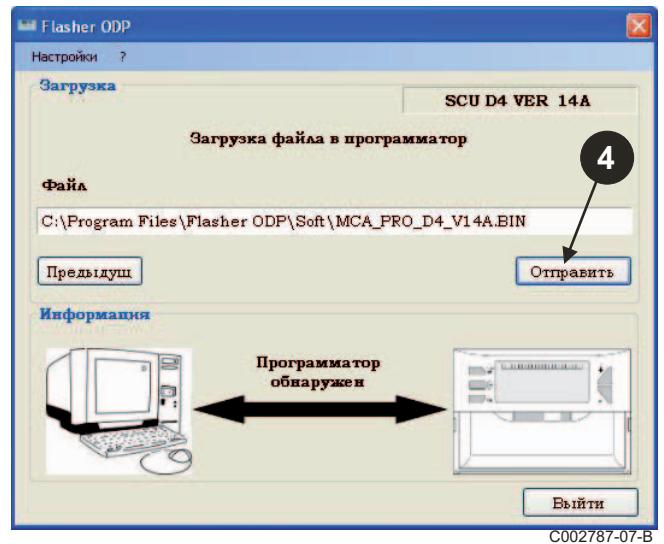 Flasher ODP
Настройки ?
Загрузка
SCU D4 VER 14A
Загрузка файла в программатор
4
Файл
C:\Program Files\Flasher ODP\Soft\MCA_PRO_D4_V14A.BIN
Предыдущ Отправить
Информация
Программатор
обнаружен
Выйти
C002787-07-B